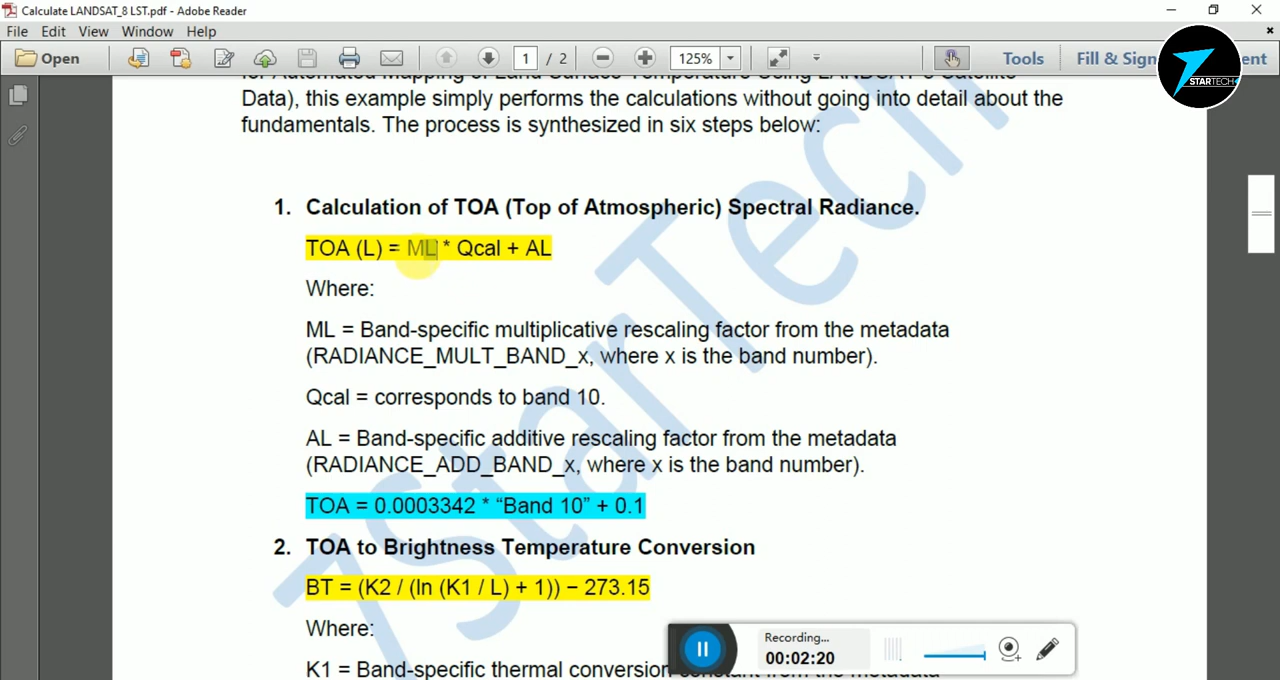 Calculate LANDSAT_8 LST.pdf - Adobe Reader
File Edit View Window Help
Open 1 / 2 125% Tools Fill & Sign
STARTECH
Data), this example simply performs the calculations without going into detail about the
fundamentals. The process is synthesized in six steps below:
1. Calculation of TOA (Top of Atmospheric) Spectral Radiance.
TOA (L) = ML * Qcal + AL
Where:
ML = Band-specific multiplicative rescaling factor from the metadata
(RADIANCE_MULT_BAND_x, where x is the band number).
Qcal = corresponds to band 10.
AL = Band-specific additive rescaling factor from the metadata
(RADIANCE_ADD_BAND_x, where x is the band number).
TOA = 0.0003342 * “Band 10” + 0.1
2. TOA to Brightness Temperature Conversion
BT = (K2 / (ln (K1 / L) + 1)) − 273.15
Where:
K1 = Band-specific thermal conversion
Recording...
00:02:20
7StarTech